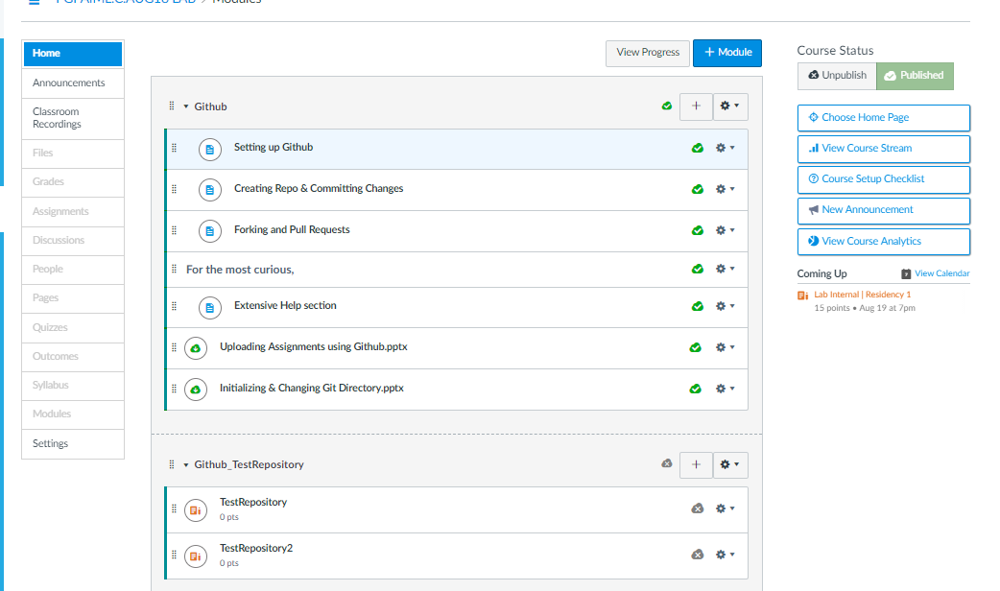 Modules
Home
Announcements
Classroom
Recordings
Files
Grades
Assignments
Discussions
People
Pages
Quizzes
Outcomes
Syllabus
Modules
Settings
View Progress
+ Module
Github
Setting up Github
Creating Repo & Committing Changes
Forking and Pull Requests
For the most curious,
Extensive Help section
Uploading Assignments using Github.pptx
Initializing & Changing Git Directory.pptx
Github_TestRepository
TestRepository
0 pts
TestRepository2
0 pts
Course Status
Unpublish
Published
Choose Home Page
View Course Stream
Course Setup Checklist
New Announcement
View Course Analytics
Coming Up
View Calendar
Lab Internal | Residency 1
15 points • Aug 19 at 7pm